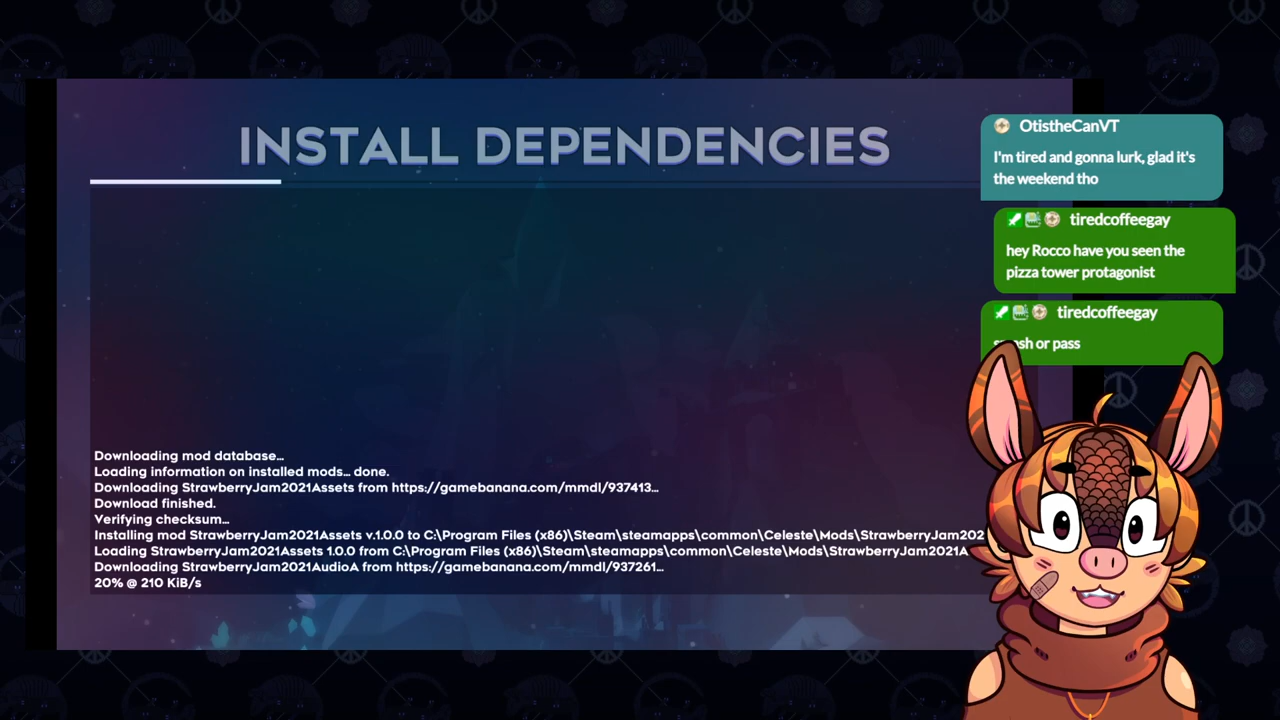 INSTALL DEPENDENCIES
Downloading mod database...
Loading information on installed mods... done.
Downloading StrawberryJam2021Assets from https://gamebanana.com/mmdl/937413...
Download finished.
Verifying checksum...
Installing mod StrawberryJam2021Assets v.1.0.0 to C:\Program Files (x86)\Steam\steamapps\common\Celeste\Mods\StrawberryJam202
Loading StrawberryJam2021Assets 1.0.0 from C:\Program Files (x86)\Steam\steamapps\common\Celeste\Mods\StrawberryJam2021A
Downloading StrawberryJam2021AudioA from https://gamebanana.com/mmdl/937261...
20% @ 210 KiB/s
OtistheCanVT
I'm tired and gonna lurk, glad it's
the weekend tho
tiredcoffeegay
hey Rocco have you seen the
pizza tower protagonist
tiredcoffeegay
smash or pass